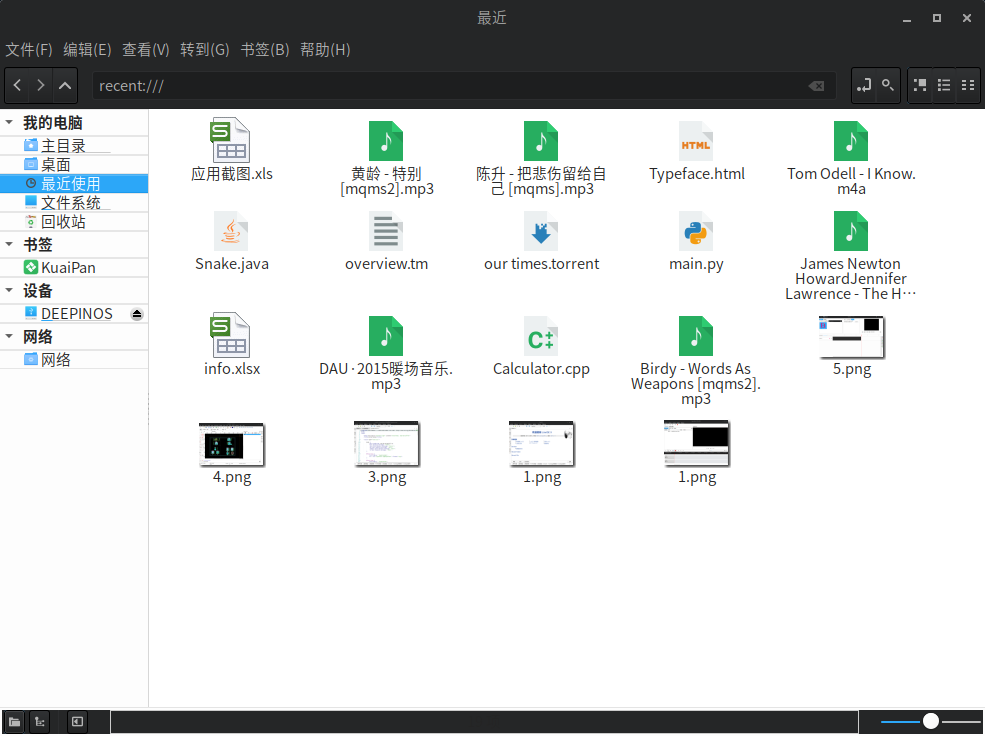 最近
文件(F) 编辑(E) 查看(V) 转到(G) 书签(B) 帮助(H)
recent:///
我的电脑
主目录
桌面
最近使用
文件系统
回收站
书签
KuaiPan
设备
DEEPINOS
网络
网络
应用截图.xls
黄龄 - 特别
[mqms2].mp3
陈升 - 把悲伤留给自
己 [mqms].mp3
HTML
Typeface.html
Tom Odell - I Know.
m4a
Snake.java
overview.tm
our times.torrent
main.py
James Newton
HowardJennifer
Lawrence - The H…
info.xlsx
DAU · 2015暖场音乐.
mp3
Calculator.cpp
Birdy - Words As
Weapons [mqms2].
mp3
5.png
4.png
3.png
1.png
1.png